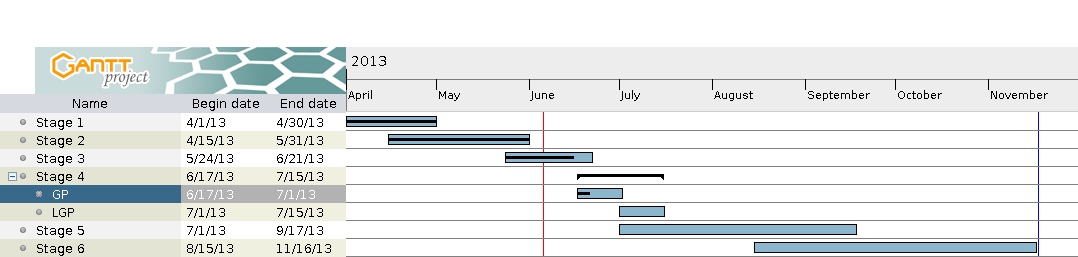 GANTT
project
2013
April May June July August September October November
Name Begin date End date
Stage 1 4/1/13 4/30/13
Stage 2 4/15/13 5/31/13
Stage 3 5/24/13 6/21/13
Stage 4 6/17/13 7/15/13
GP 6/17/13 7/1/13
LGP 7/1/13 7/15/13
Stage 5 7/1/13 9/17/13
Stage 6 8/15/13 11/16/13